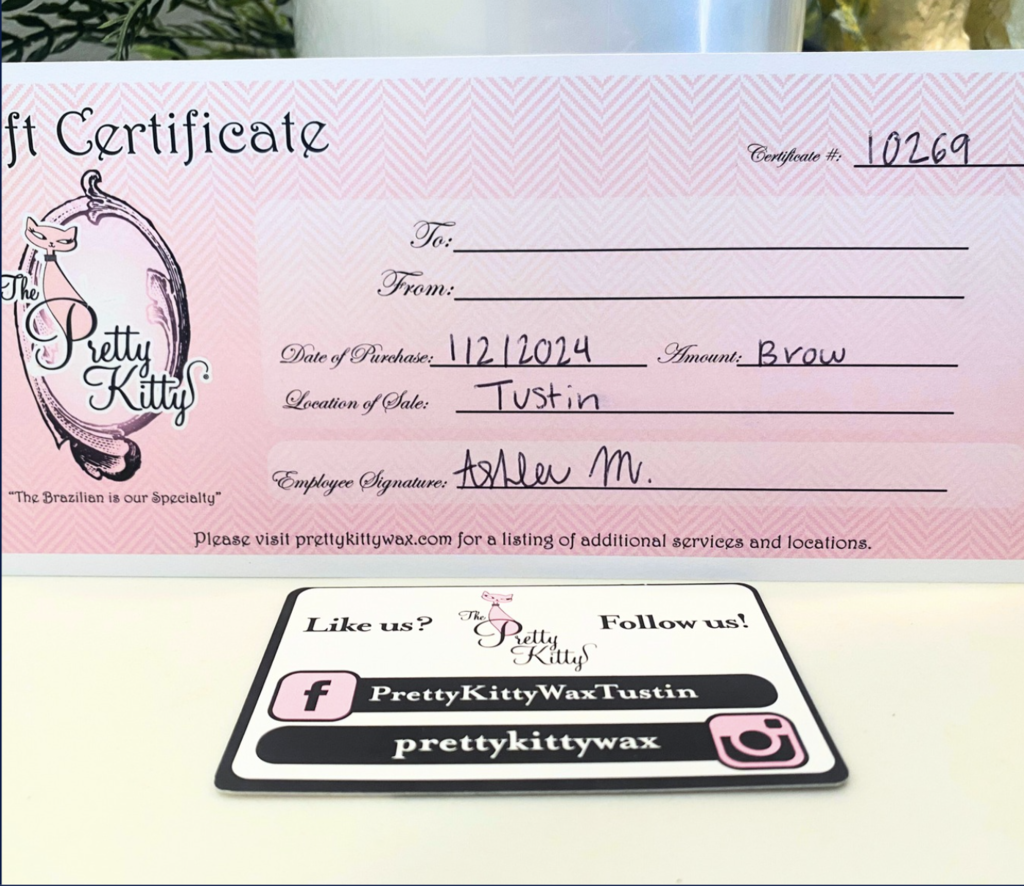 ft Certificate
Certificate #: 10269
To:
From:
The
Pretty
Kitty
Date of Purchase: 1/2/2024 Amount: Brow
Location of Sale: Tustin
Employee Signature: Ashley M.
"The Brazilian is our Specialty"
Please visit prettykittywax.com for a listing of additional services and locations.
Like us? The Pretty Kitty Follow us!
f PrettyKittyWaxTustin
prettykittywax